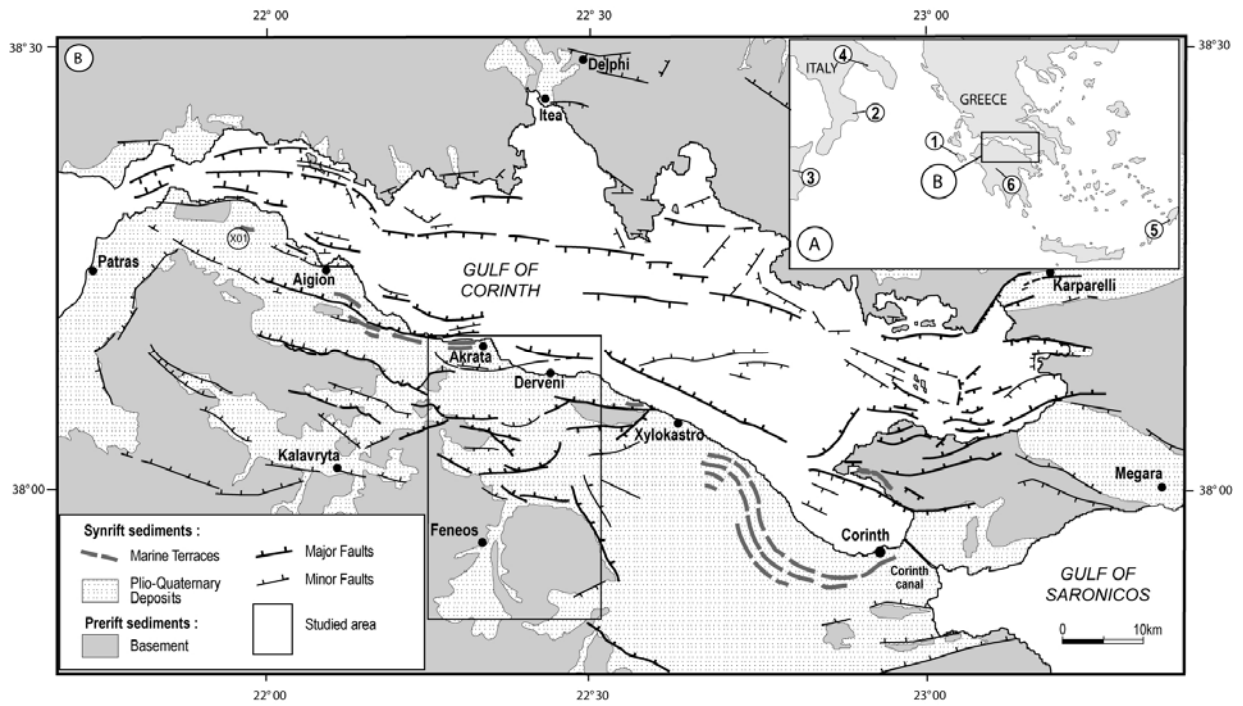 22° 00
22° 30
23° 00
38° 30
38° 30
B
Delphi
Itea
ITALY
4
2
GREECE
1
3
B
6
5
A
X01
Patras
Aigion
GULF OF
CORINTH
Karparelli
Akrata
Derveni
Xylokastro
Kalavryta
38° 00
38° 00
Megara
Feneos
Corinth
Corinth
canal
GULF OF
SARONICOS
Synrift sediments :
Marine Terraces
Plio-Quaternary
Deposits
Prerift sediments :
Basement
Major Faults
Minor Faults
Studied area
0
10km
22° 00
22° 30
23° 00